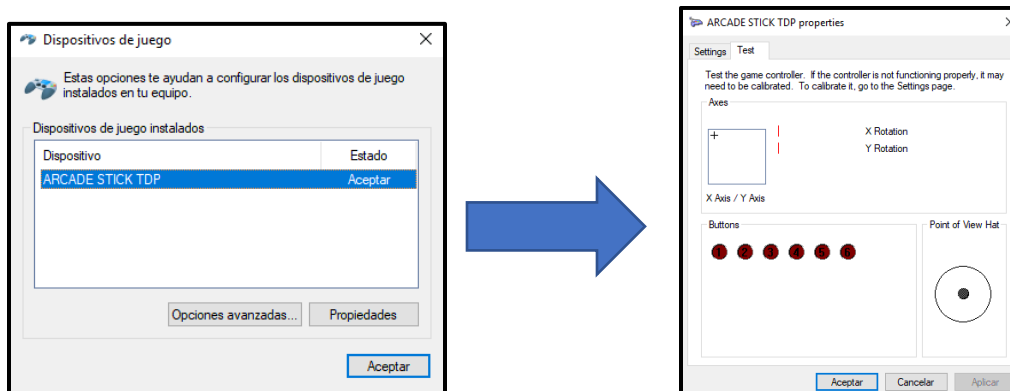 Dispositivos de juego
Estas opciones te ayudan a configurar los dispositivos de juego
instalados en tu equipo.
Dispositivos de juego instalados
Dispositivo Estado
ARCADE STICK TDP Aceptar
Opciones avanzadas... Propiedades
Aceptar
ARCADE STICK TDP properties
Settings Test
Test the game controller. If the controller is not functioning properly, it may
need to be calibrated. To calibrate it, go to the Settings page.
Axes
X Rotation
Y Rotation
X Axis / Y Axis
Buttons Point of View Hat
1 2 3 4 5 6
Aceptar Cancelar Aplicar